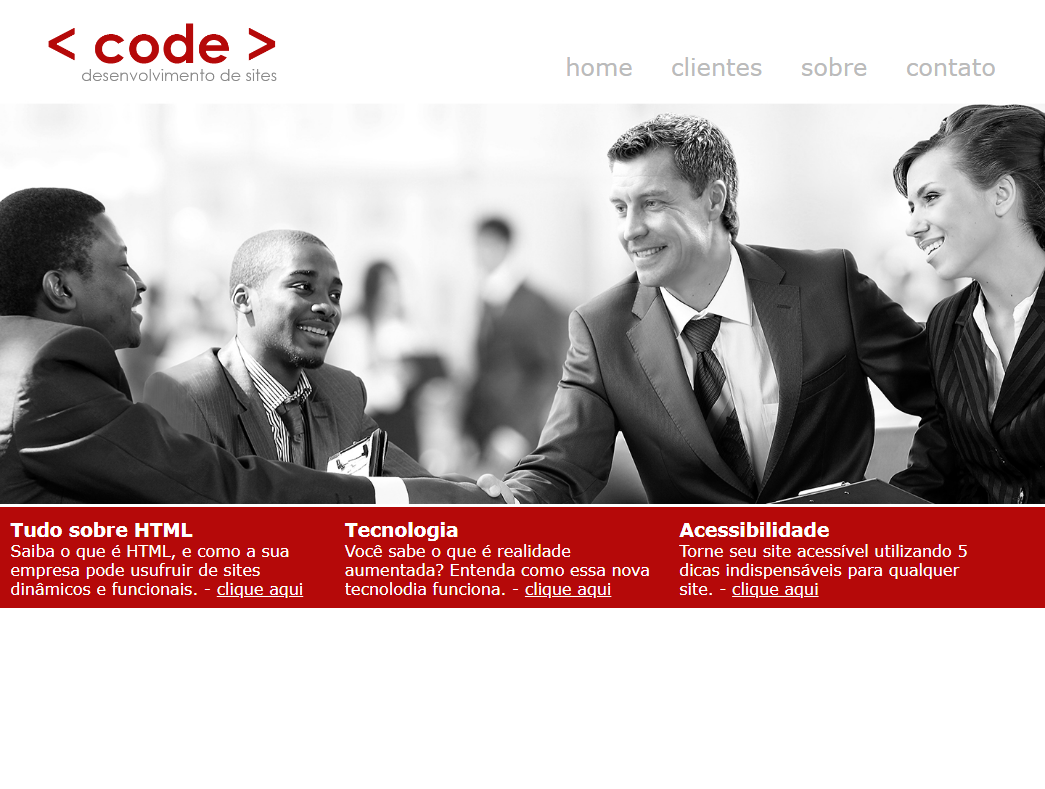 < code >
desenvolvimento de sites
home clientes sobre contato
Tudo sobre HTML
Saiba o que é HTML, e como a sua
empresa pode usufruir de sites
dinâmicos e funcionais. - clique aqui
Tecnologia
Você sabe o que é realidade
aumentada? Entenda como essa nova
tecnolodia funciona. - clique aqui
Acessibilidade
Torne seu site acessível utilizando 5
dicas indispensáveis para qualquer
site. - clique aqui